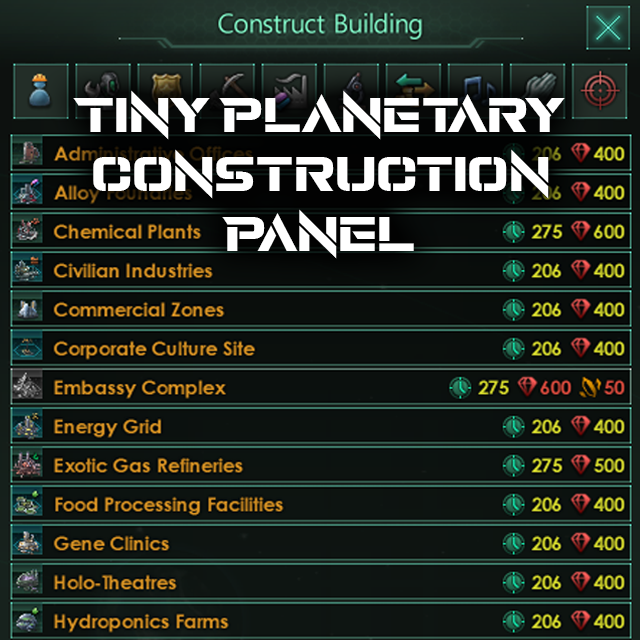 Construct Building
TINY PLANETARY
CONSTRUCTION
PANEL
Administrative Offices 206 400
Alloy Foundries 206 400
Chemical Plants 275 600
Civilian Industries 206 400
Commercial Zones 206 400
Corporate Culture Site 206 400
Embassy Complex 275 600 50
Energy Grid 206 400
Exotic Gas Refineries 275 500
Food Processing Facilities 206 400
Gene Clinics 206 400
Holo-Theatres 206 400
Hydroponics Farms 206 400